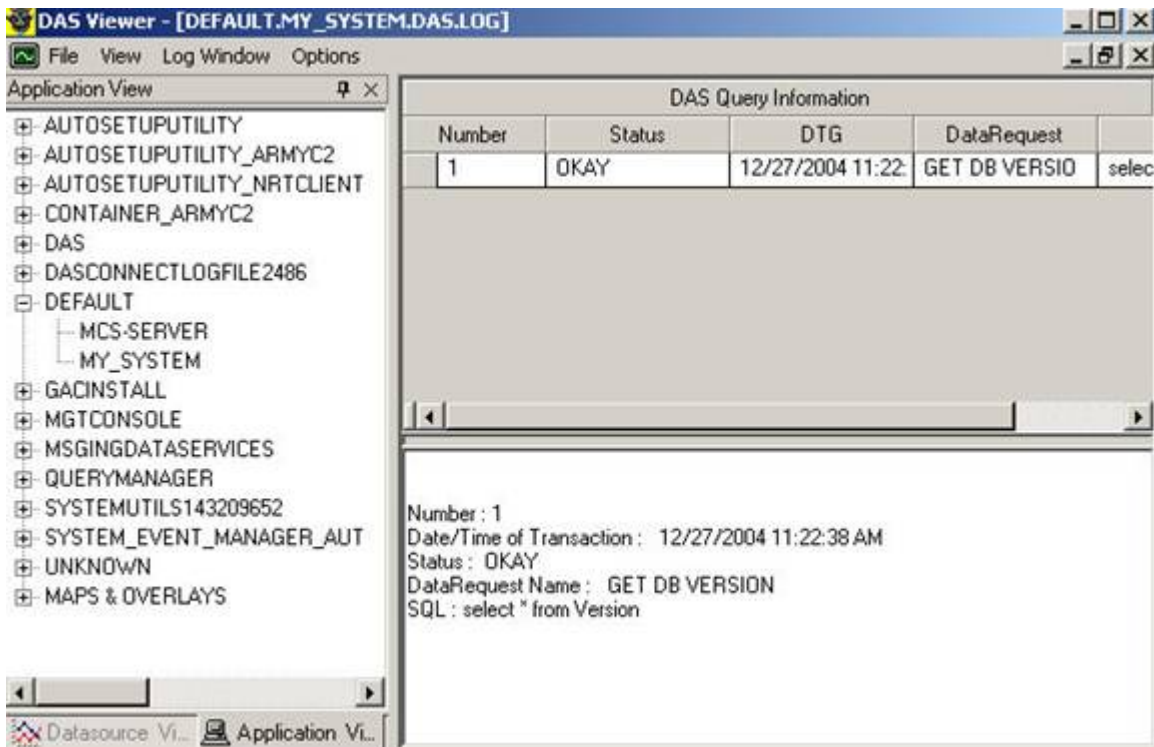 DAS Viewer - [DEFAULT.MY_SYSTEM.DAS.LOG]
File View Log Window Options
Application View
AUTOSETUPUTILITY
AUTOSETUPUTILITY_ARMYC2
AUTOSETUPUTILITY_NRTCLIENT
CONTAINER_ARMYC2
DAS
DASCONNECTLOGFILE2486
DEFAULT
MCS-SERVER
MY_SYSTEM
GACINSTALL
MGTCONSOLE
MSGINGDATASERVICES
QUERYMANAGER
SYSTEMUTILS143209652
SYSTEM_EVENT_MANAGER_AUT
UNKNOWN
MAPS & OVERLAYS
Datasource Vi...
Application Vi...
DAS Query Information
Number Status DTG DataRequest
1 OKAY 12/27/2004 11:22: GET DB VERSIO selec
Number : 1
Date/Time of Transaction : 12/27/2004 11:22:38 AM
Status : OKAY
DataRequest Name : GET DB VERSION
SQL : select * from Version